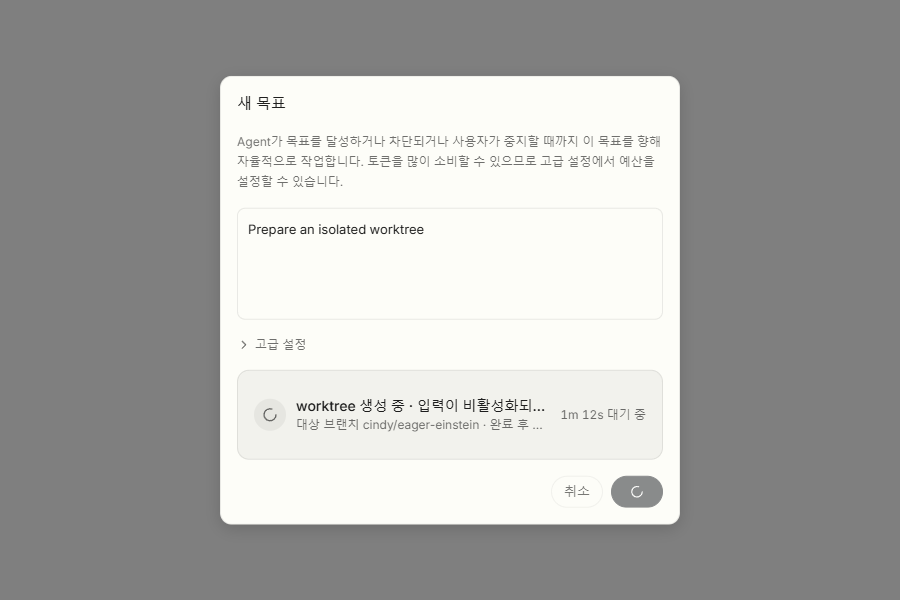 새 목표
Agent가 목표를 달성하거나 차단되거나 사용자가 중지할 때까지 이 목표를 향해
자율적으로 작업합니다. 토큰을 많이 소비할 수 있으므로 고급 설정에서 예산을
설정할 수 있습니다.
Prepare an isolated worktree
고급 설정
worktree 생성 중 · 입력이 비활성화되...
대상 브랜치 cindy/eager-einstein · 완료 후 ...
1m 12s 대기 중
취소